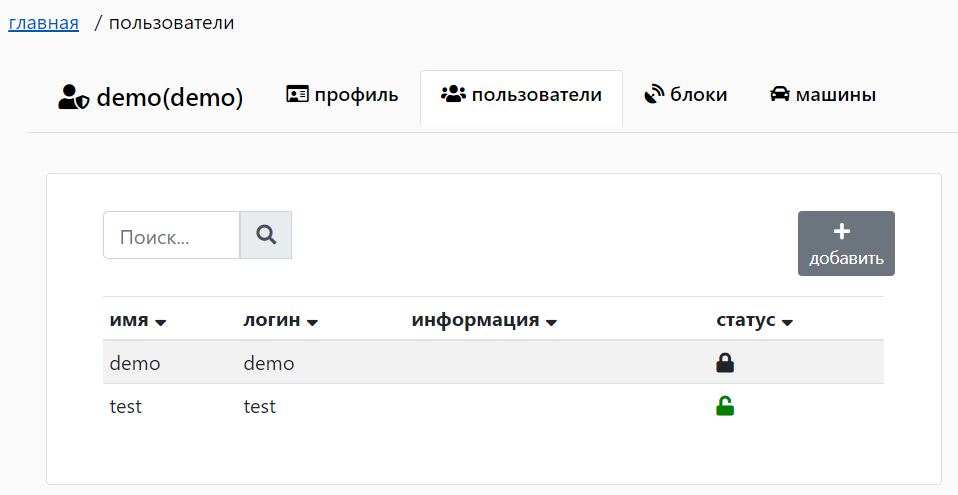 главная / пользователи
demo(demo) профиль пользователи блоки машины
Поиск...
добавить
имя логин информация статус
demo demo
test test